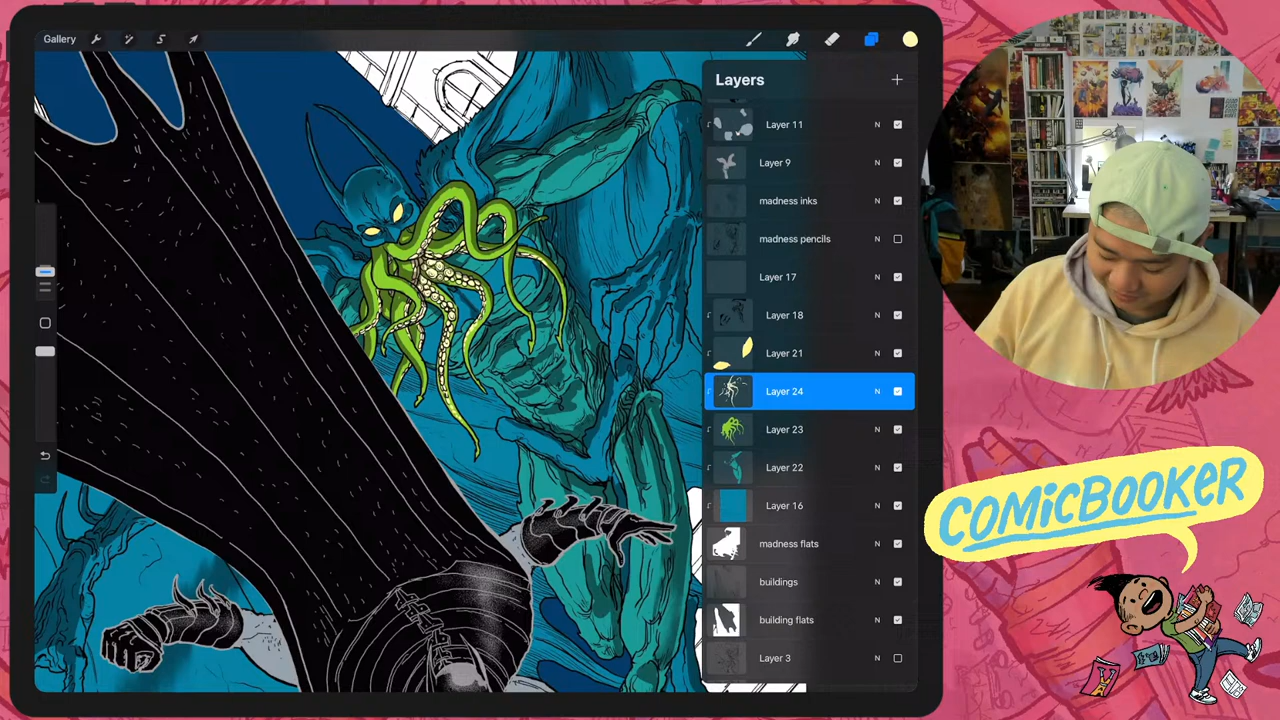 Gallery
Layers
Layer 11 N
Layer 9 N
madness inks N
madness pencils N
Layer 17 N
Layer 18 N
Layer 21 N
Layer 24 N
Layer 23 N
Layer 22 N
Layer 16 N
madness flats N
buildings N
building flats N
Layer 3 N
COMiCBOOKER